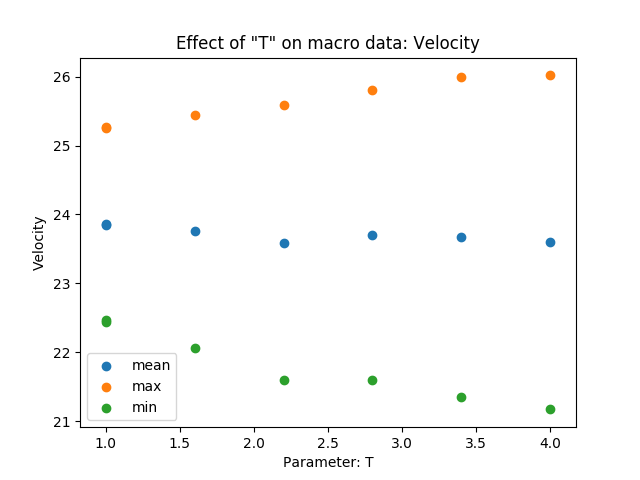 Effect of "T" on macro data: Velocity
26
25
24
23
22
21
Velocity
mean
max
min
1.0 1.5 2.0 2.5 3.0 3.5 4.0
Parameter: T